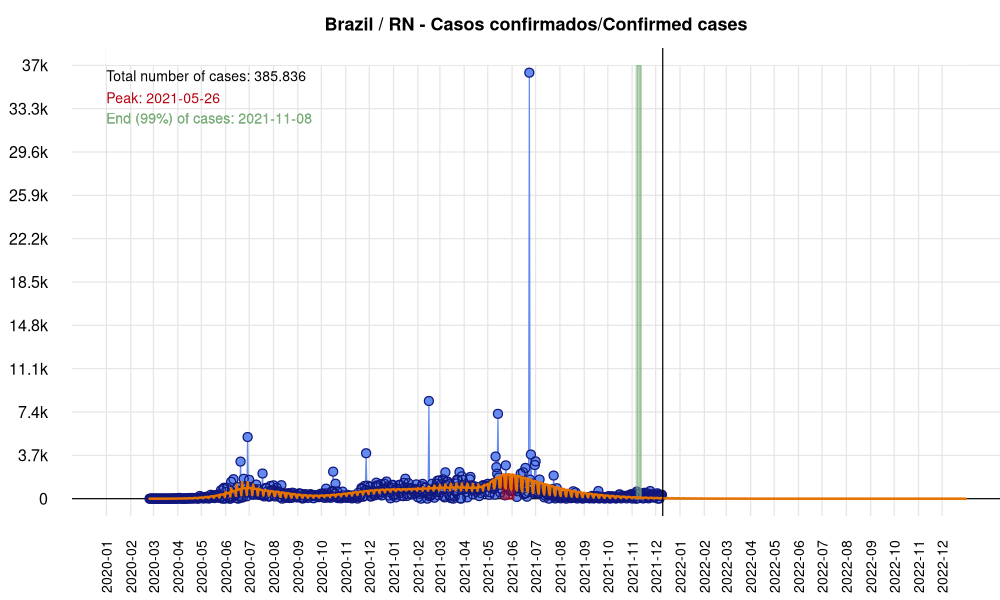 Brazil / RN - Casos confirmados/Confirmed cases
37k
Total number of cases: 385.836
Peak: 2021-05-26
33.3k
End (99%) of cases: 2021-11-08
29.6k
25.9k
22.2k
18.5k
14.8k
11.1k
7.4k
3.7k
0
2020-01
2020-02
2020-03
2020-04
2020-05
2020-06
2020-07
2020-08
2020-09
2020-10
2020-11
2020-12
2021-01
2021-02
2021-03
2021-04
2021-05
2021-06
2021-07
2021-08
2021-09
2021-10
2021-11
2021-12
2022-01
2022-02
2022-03
2022-04
2022-05
2022-06
2022-07
2022-08
2022-09
2022-10
2022-11
2022-12